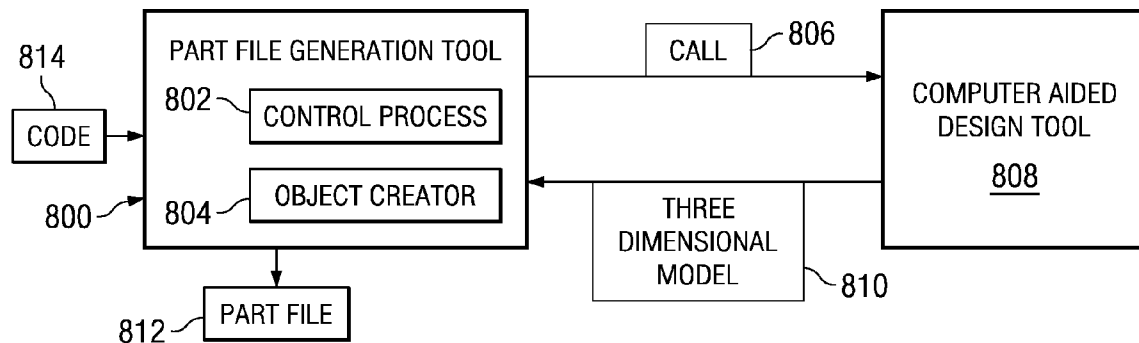 814
CODE
800
PART FILE GENERATION TOOL
802
CONTROL PROCESS
804
OBJECT CREATOR
812
PART FILE
CALL
806
THREE
DIMENSIONAL
MODEL
810
COMPUTER AIDED
DESIGN TOOL
808